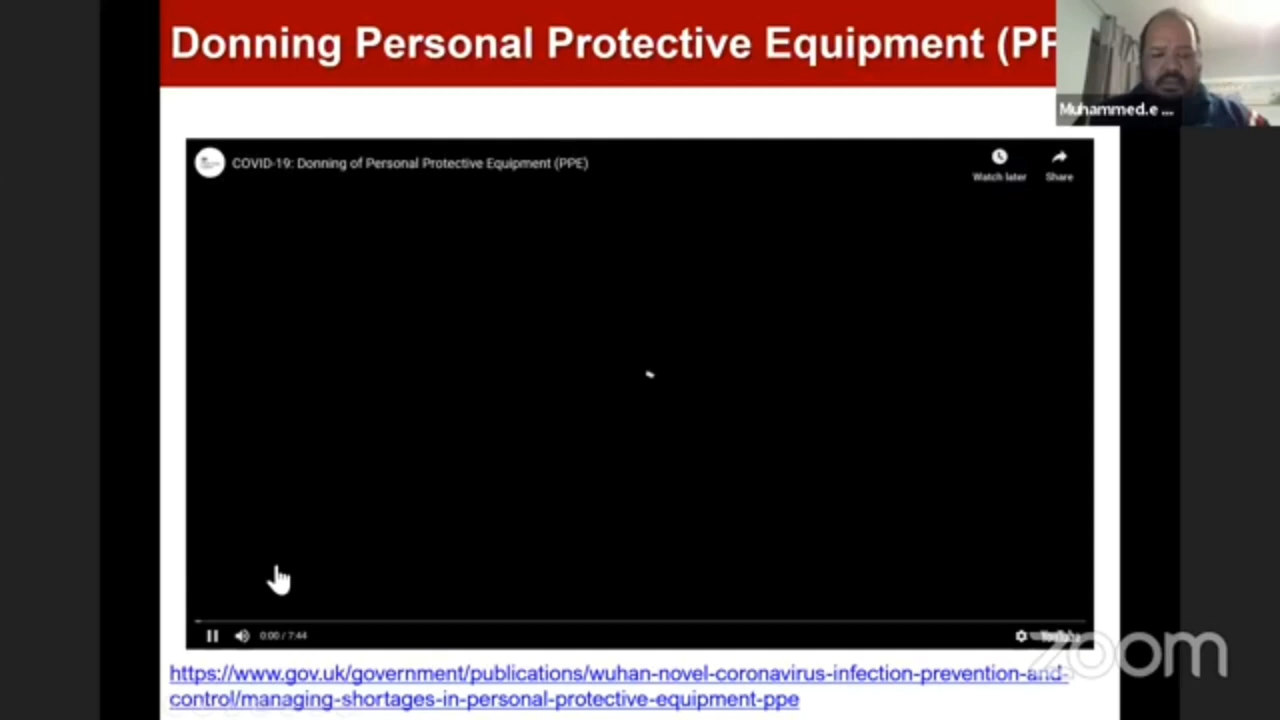 Donning Personal Protective Equipment (PP
Muhammed.e ...
COVID-19: Donning of Personal Protective Equipment (PPE)
Watch later
Share
0:00 / 7:44
YouTube
zoom
https://www.gov.uk/government/publications/wuhan-novel-coronavirus-infection-prevention-and-
control/managing-shortages-in-personal-protective-equipment-ppe